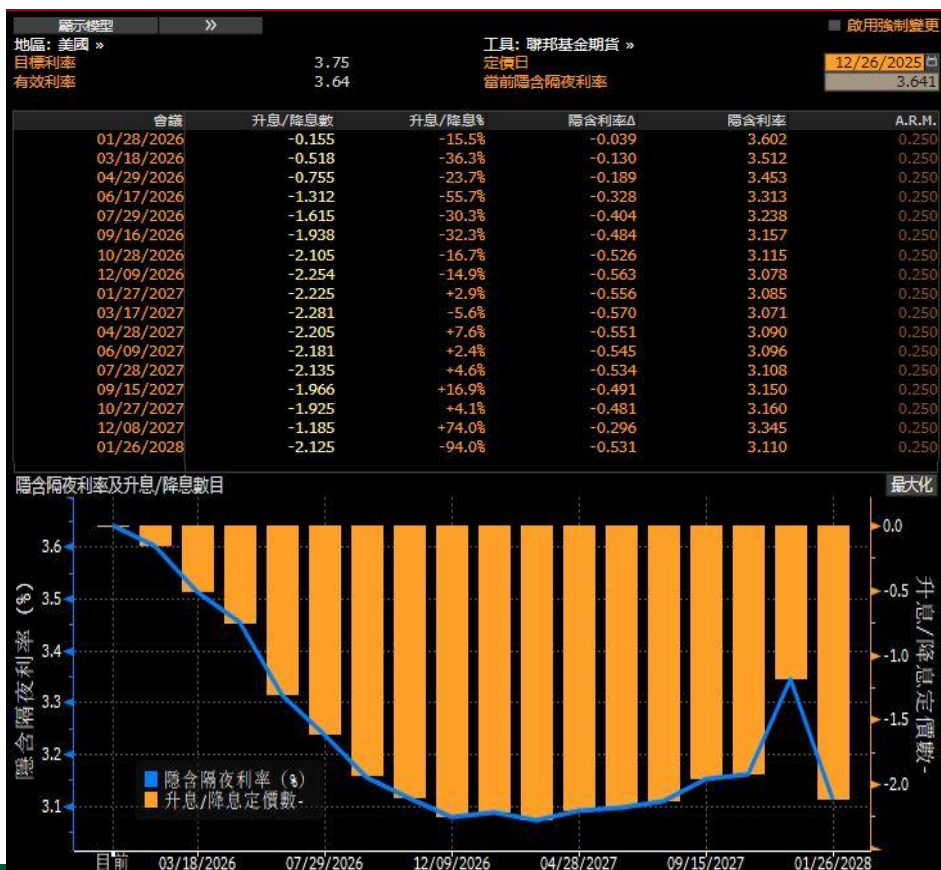 顯示模型 »
啟用強制變更
地區: 美國 » 工具: 聯邦基金期貨 »
目標利率 3.75 定價日 12/26/2025
有效利率 3.64 當前隱含隔夜利率 3.641
會議 升息/降息數 升息/降息% 隱含利率Δ 隱含利率 A.R.M.
01/28/2026 -0.155 -15.5% -0.039 3.602 0.250
03/18/2026 -0.518 -36.3% -0.130 3.512 0.250
04/29/2026 -0.755 -23.7% -0.189 3.453 0.250
06/17/2026 -1.312 -55.7% -0.328 3.313 0.250
07/29/2026 -1.615 -30.3% -0.404 3.238 0.250
09/16/2026 -1.938 -32.3% -0.484 3.157 0.250
10/28/2026 -2.105 -16.7% -0.526 3.115 0.250
12/09/2026 -2.254 -14.9% -0.563 3.078 0.250
01/27/2027 -2.225 +2.9% -0.556 3.085 0.250
03/17/2027 -2.281 -5.6% -0.570 3.071 0.250
04/28/2027 -2.205 +7.6% -0.551 3.090 0.250
06/09/2027 -2.181 +2.4% -0.545 3.096 0.250
07/28/2027 -2.135 +4.6% -0.534 3.108 0.250
09/15/2027 -1.966 +16.9% -0.491 3.150 0.250
10/27/2027 -1.925 +4.1% -0.481 3.160 0.250
12/08/2027 -1.185 +74.0% -0.296 3.345 0.250
01/26/2028 -2.125 -94.0% -0.531 3.110 0.250
隱含隔夜利率及升息/降息數目 最大化
隱含隔夜利率 (%)
3.6
3.5
3.4
3.3
3.2
3.1
隱含隔夜利率 (%)
升息/降息定價數-
0.0
-0.5
-1.0
-1.5
-2.0
升息/降息定價數-
目前 03/18/2026 07/29/2026 12/09/2026 04/28/2027 09/15/2027 01/26/2028